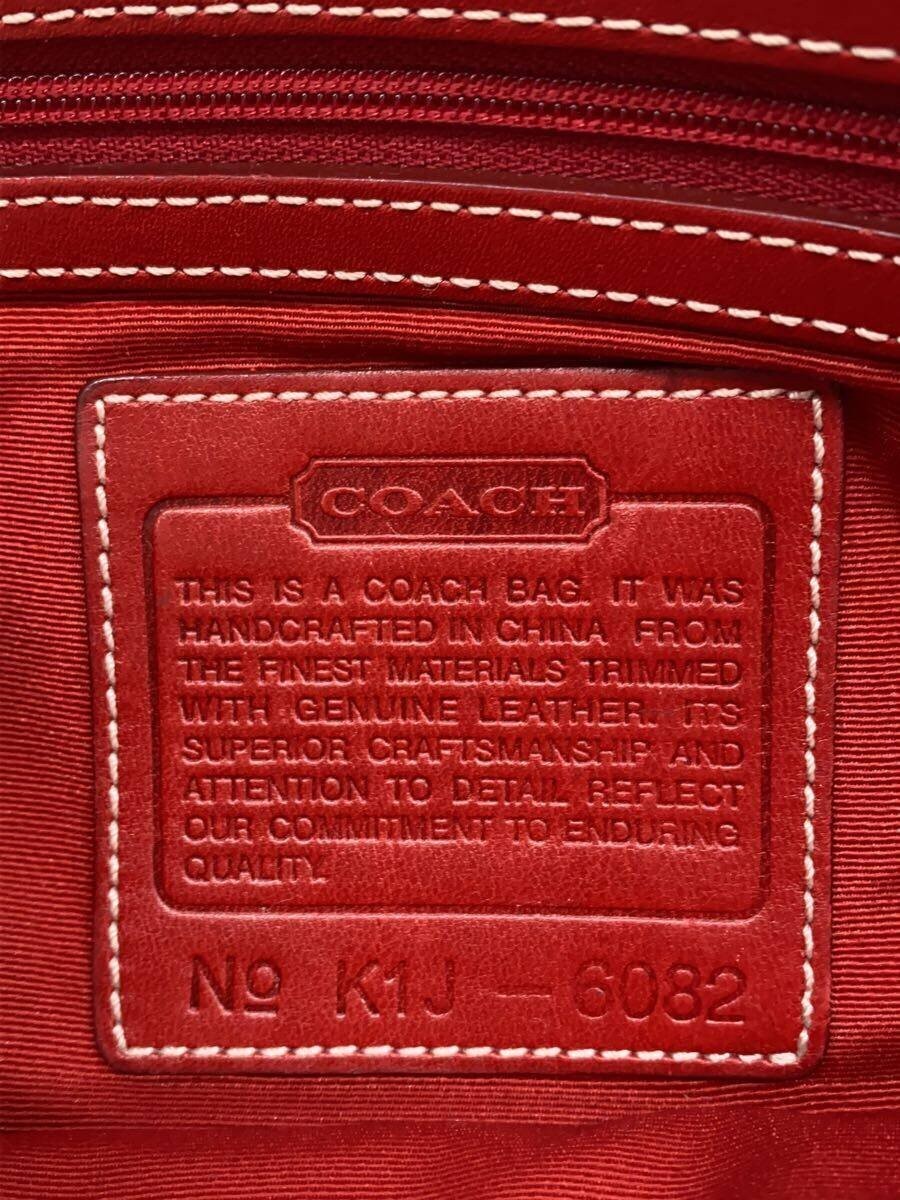 COACH
THIS IS A COACH BAG. IT WAS
HANDCRAFTED IN CHINA FROM
THE FINEST MATERIALS TRIMMED
WITH GENUINE LEATHER. ITS
SUPERIOR CRAFTSMANSHIP AND
ATTENTION TO DETAIL REFLECT
OUR COMMITMENT TO ENDURING
QUALITY.
No K1J – 6082